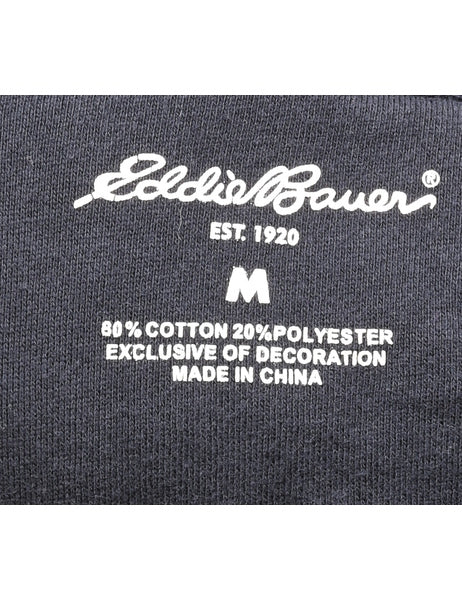 Eddie Bauer®
EST. 1920
M
80% COTTON 20% POLYESTER
EXCLUSIVE OF DECORATION
MADE IN CHINA